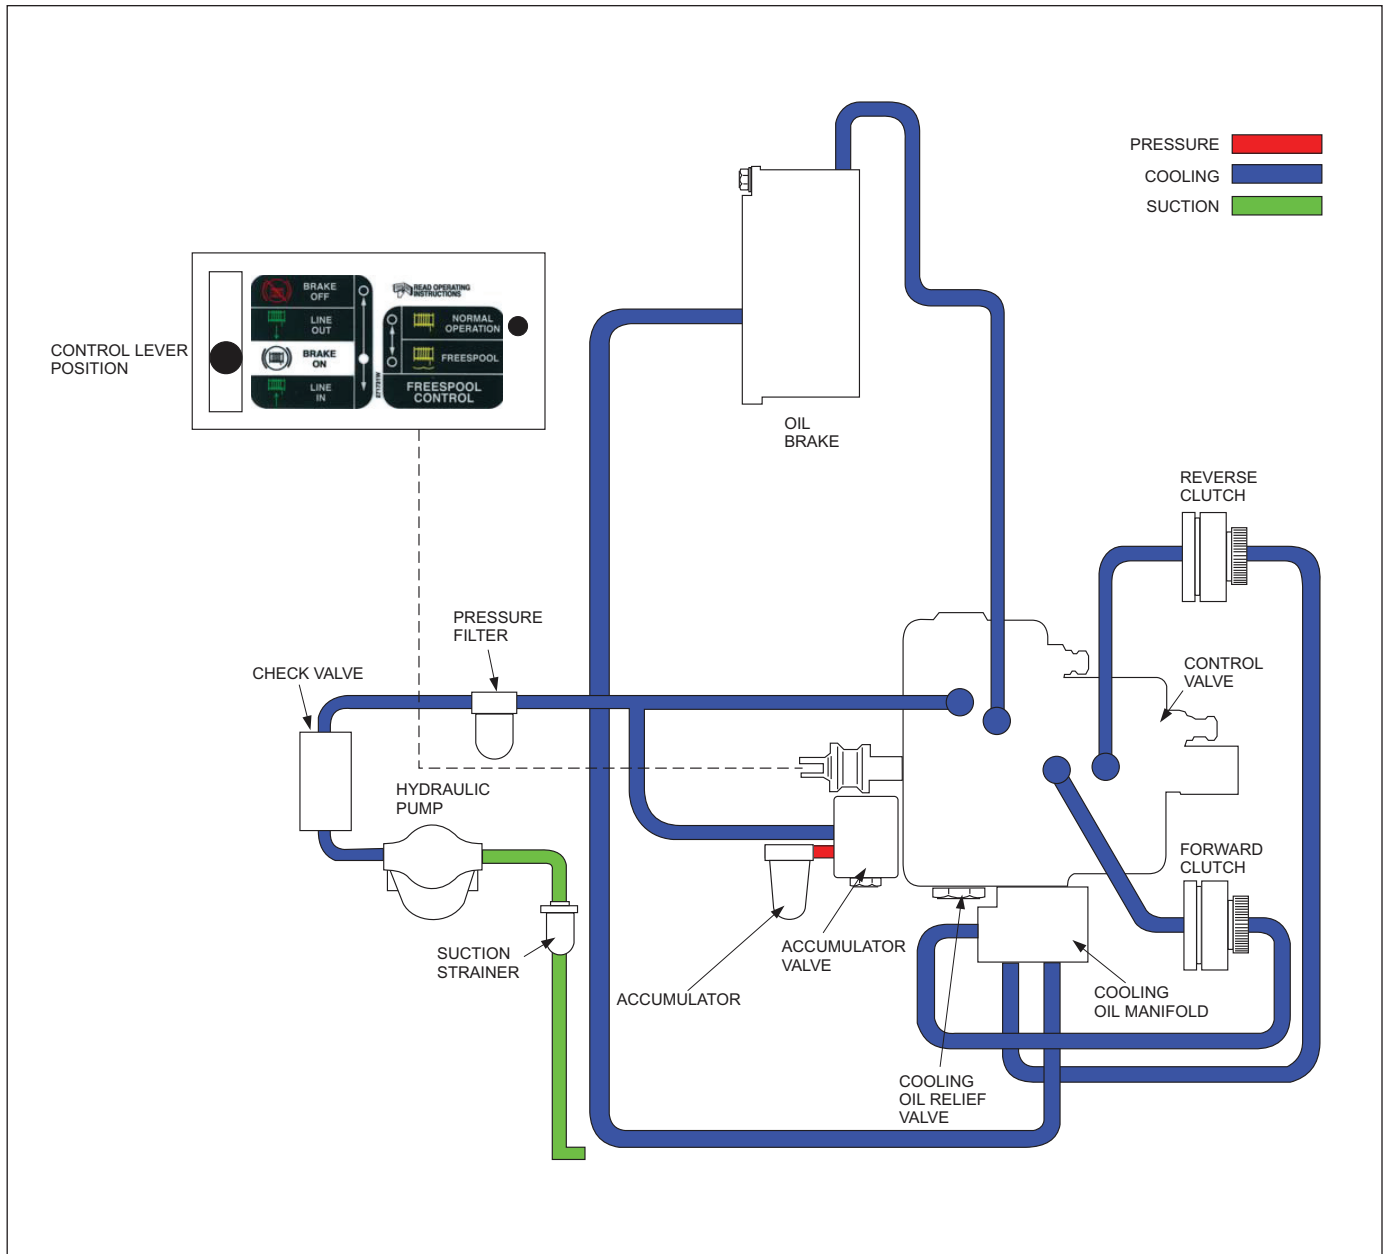 PRESSURE
COOLING
SUCTION
BRAKE
OFF
LINE
OUT
BRAKE
ON
LINE
IN
READ OPERATING
INSTRUCTIONS
NORMAL
OPERATION
FREESPOOL
FREESPOOL
CONTROL
CONTROL LEVER
POSITION
OIL
BRAKE
REVERSE
CLUTCH
PRESSURE
FILTER
CHECK VALVE
CONTROL
VALVE
HYDRAULIC
PUMP
FORWARD
CLUTCH
SUCTION
STRAINER
ACCUMULATOR
VALVE
ACCUMULATOR
COOLING
OIL MANIFOLD
COOLING
OIL RELIEF
VALVE